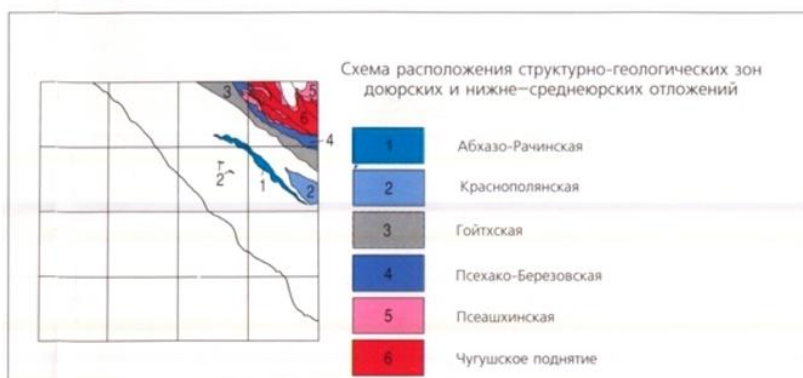 Схема расположения структурно-геологических зон
доюрских и нижне-среднеюрских отложений
3
5
6
4
2
1
2
1 Абхазо-Рачинская
2 Краснополянская
3 Гойтхская
4 Псехако-Березовская
5 Псеашхинская
6 Чугушское поднятие